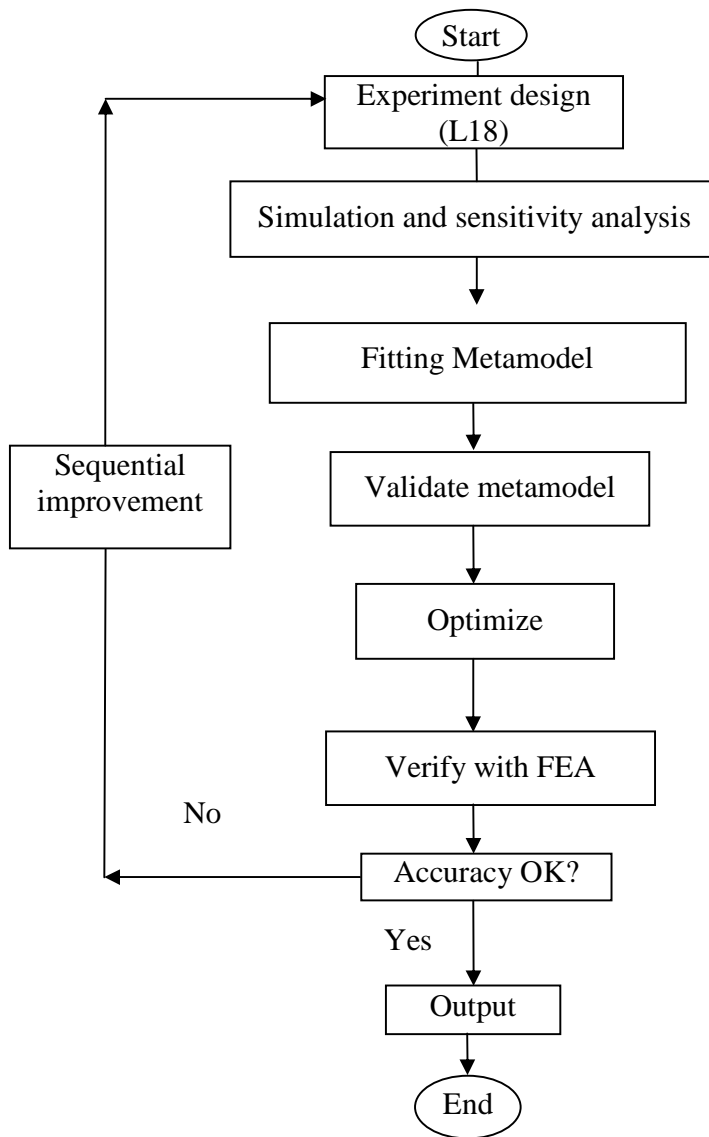 Start
Experiment design
(L18)
Simulation and sensitivity analysis
Fitting Metamodel
Sequential
improvement
Validate metamodel
Optimize
Verify with FEA
No
Accuracy OK?
Yes
Output
End